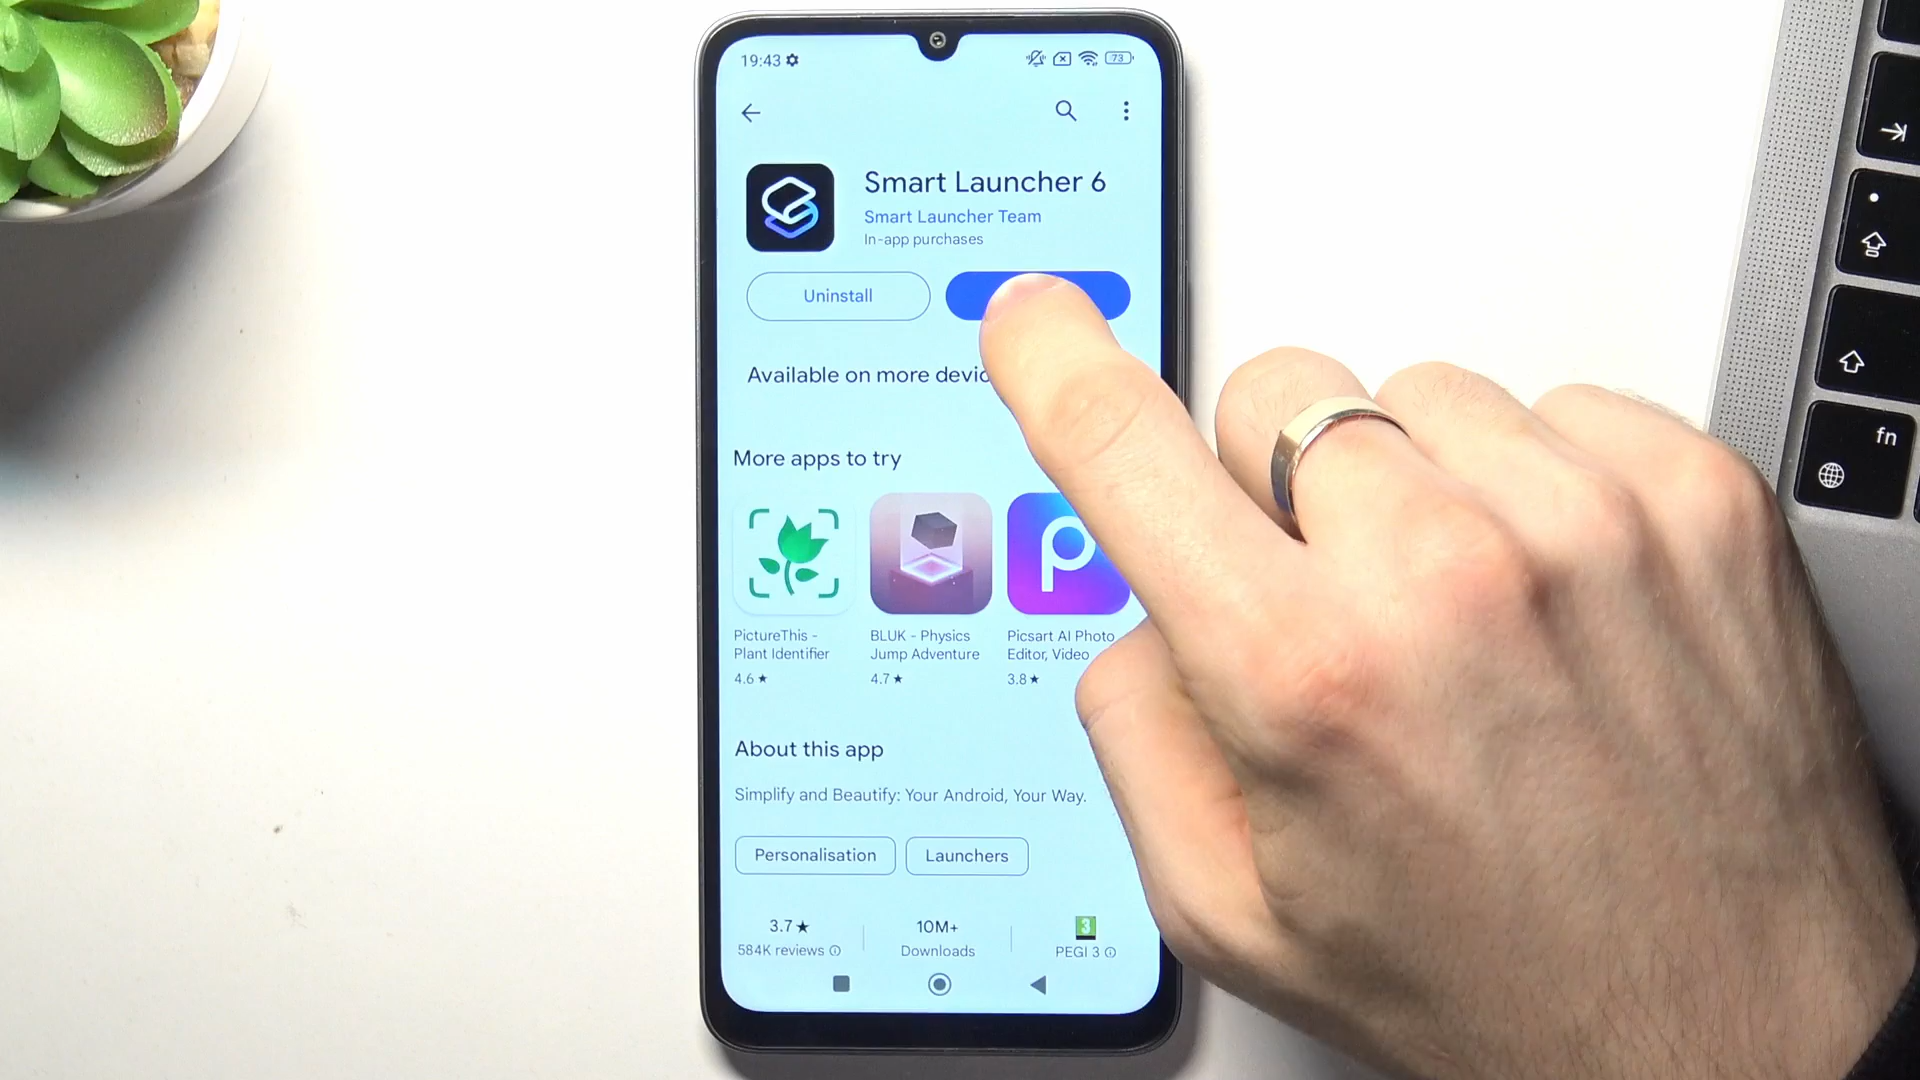 19:43
73
Smart Launcher 6
Smart Launcher Team
In-app purchases
Uninstall
Available on more
More apps to try
PictureThis -
Plant Identifier
4.6★
BLUK - Physics
Jump Adventure
4.7★
Picsart AI Photo
Editor, Video
3.8★
About this app
Simplify and Beautify: Your Android, Your Way.
Personalisation
Launchers
3.7★
584K reviews
10M+
Downloads
3
PEGI 3
fn